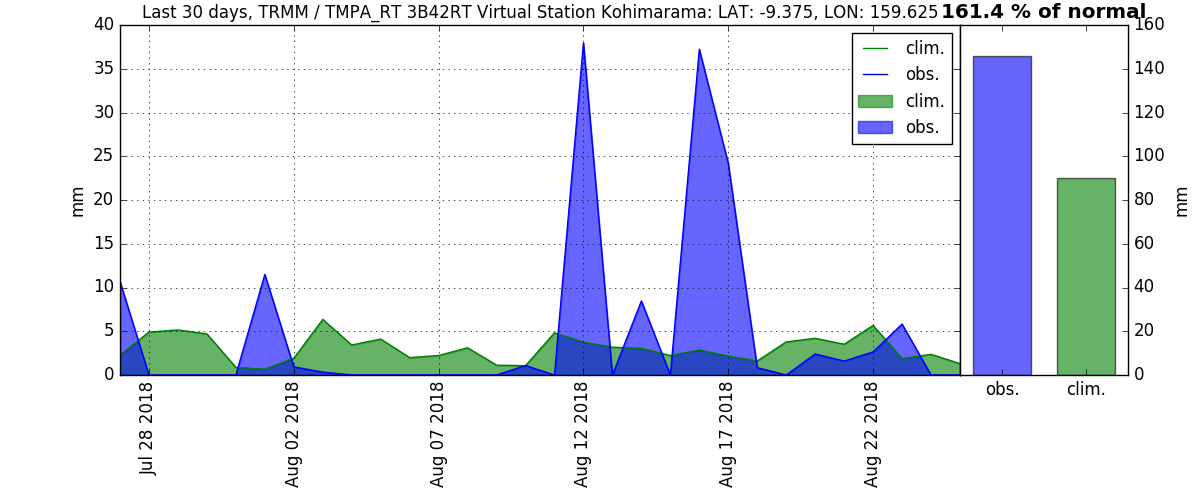 Last 30 days, TRMM / TMPA_RT 3B42RT Virtual Station Kohimarama: LAT: -9.375, LON: 159.625 161.4 % of normal
40
35
30
25
20
15
10
5
0
mm
clim.
obs.
clim.
obs.
Jul 28 2018
Aug 02 2018
Aug 07 2018
Aug 12 2018
Aug 17 2018
Aug 22 2018
160
140
120
100
80
60
40
20
0
mm
obs.
clim.